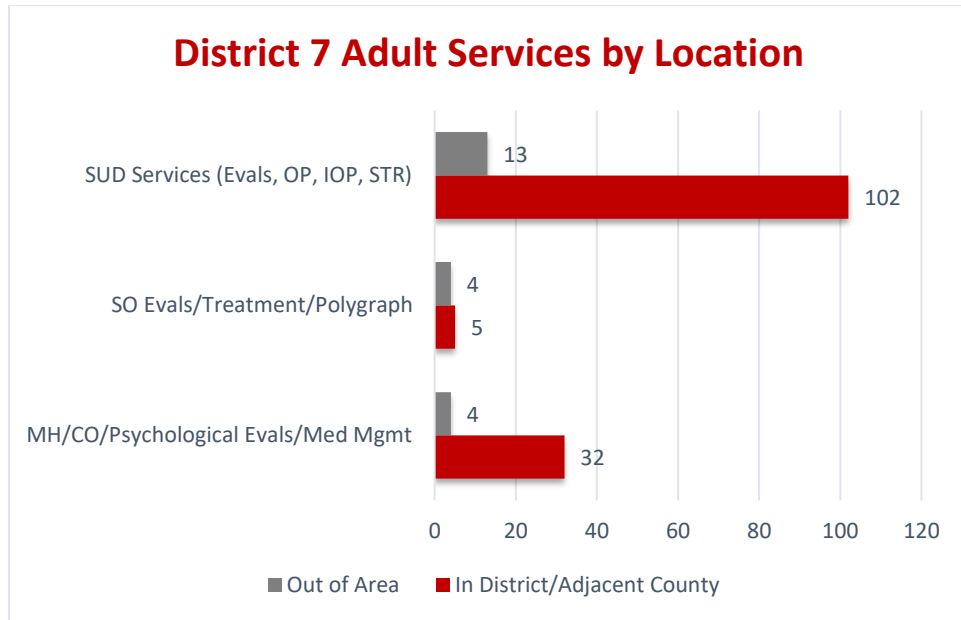 District 7 Adult Services by Location
SUD Services (Evals, OP, IOP, STR)
13
102
SO Evals/Treatment/Polygraph
4
5
MH/CO/Psychological Evals/Med Mgmt
4
32
0 20 40 60 80 100 120
Out of Area In District/Adjacent County